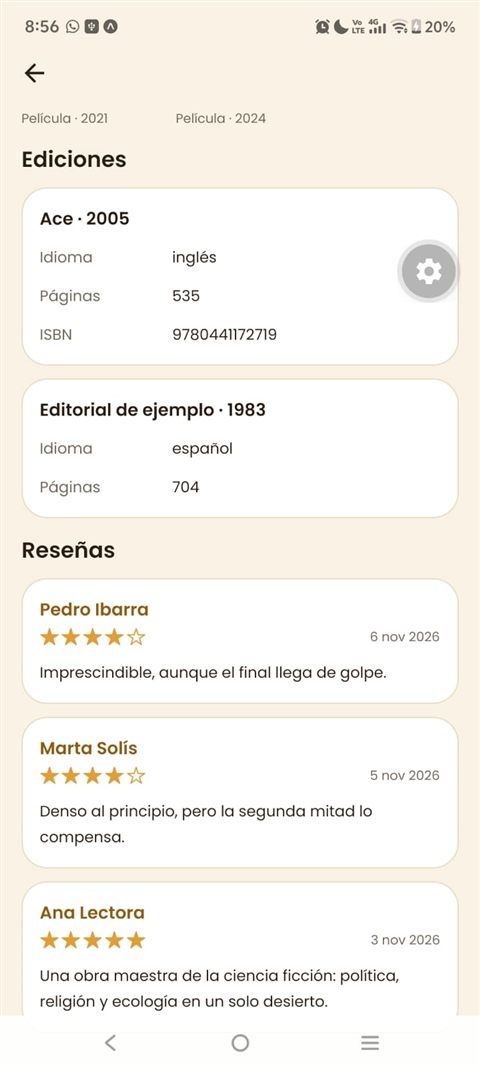 8:56 Vo LTE 4G 20%
Película · 2021 Película · 2024
Ediciones
Ace · 2005
Idioma inglés
Páginas 535
ISBN 9780441172719
Editorial de ejemplo · 1983
Idioma español
Páginas 704
Reseñas
Pedro Ibarra
6 nov 2026
Imprescindible, aunque el final llega de golpe.
Marta Solís
5 nov 2026
Denso al principio, pero la segunda mitad lo
compensa.
Ana Lectora
3 nov 2026
Una obra maestra de la ciencia ficción: política,
religión y ecología en un solo desierto.